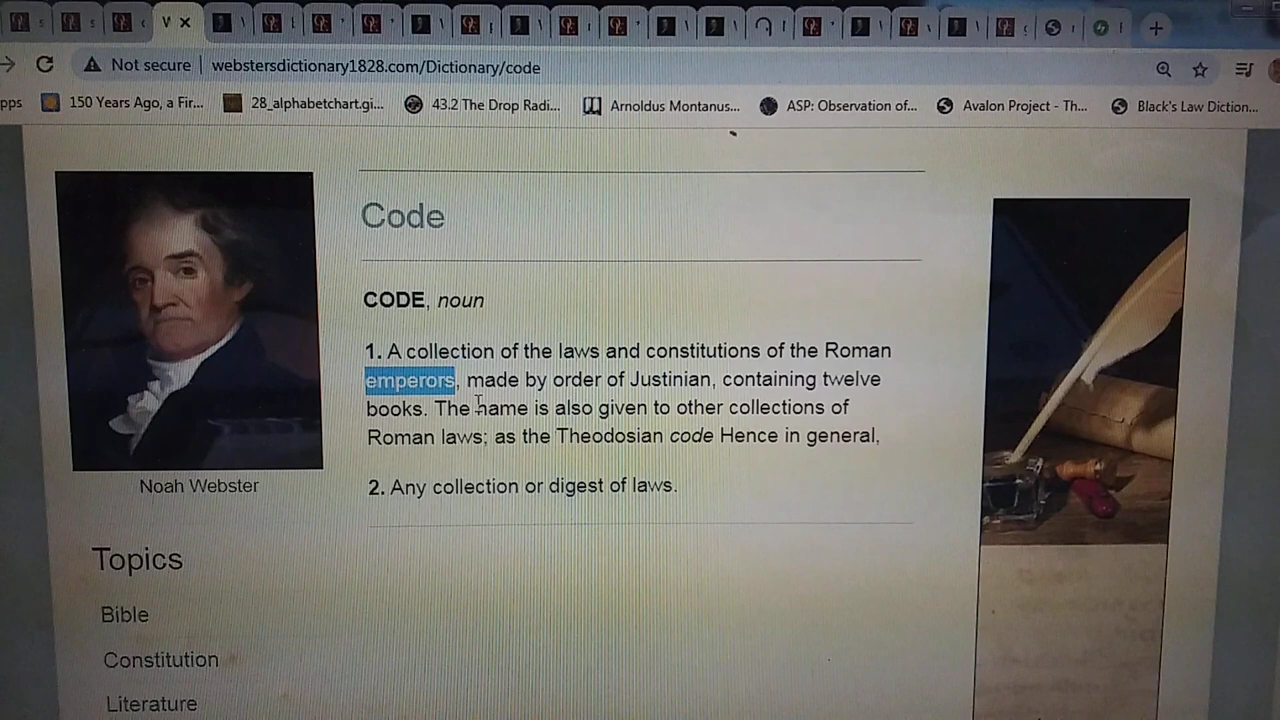 Not secure webstersdictionary1828.com/Dictionary/code
pps 150 Years Ago, a Fir... 28_alphabetchart.gi... 43.2 The Drop Radi... Arnoldus Montanus... ASP: Observation of... Avalon Project - Th... Black's Law Diction...
Code
CODE, noun
1. A collection of the laws and constitutions of the Roman
emperors, made by order of Justinian, containing twelve
books. The name is also given to other collections of
Roman laws; as the Theodosian code Hence in general,
2. Any collection or digest of laws.
Noah Webster
Topics
Bible
Constitution
Literature